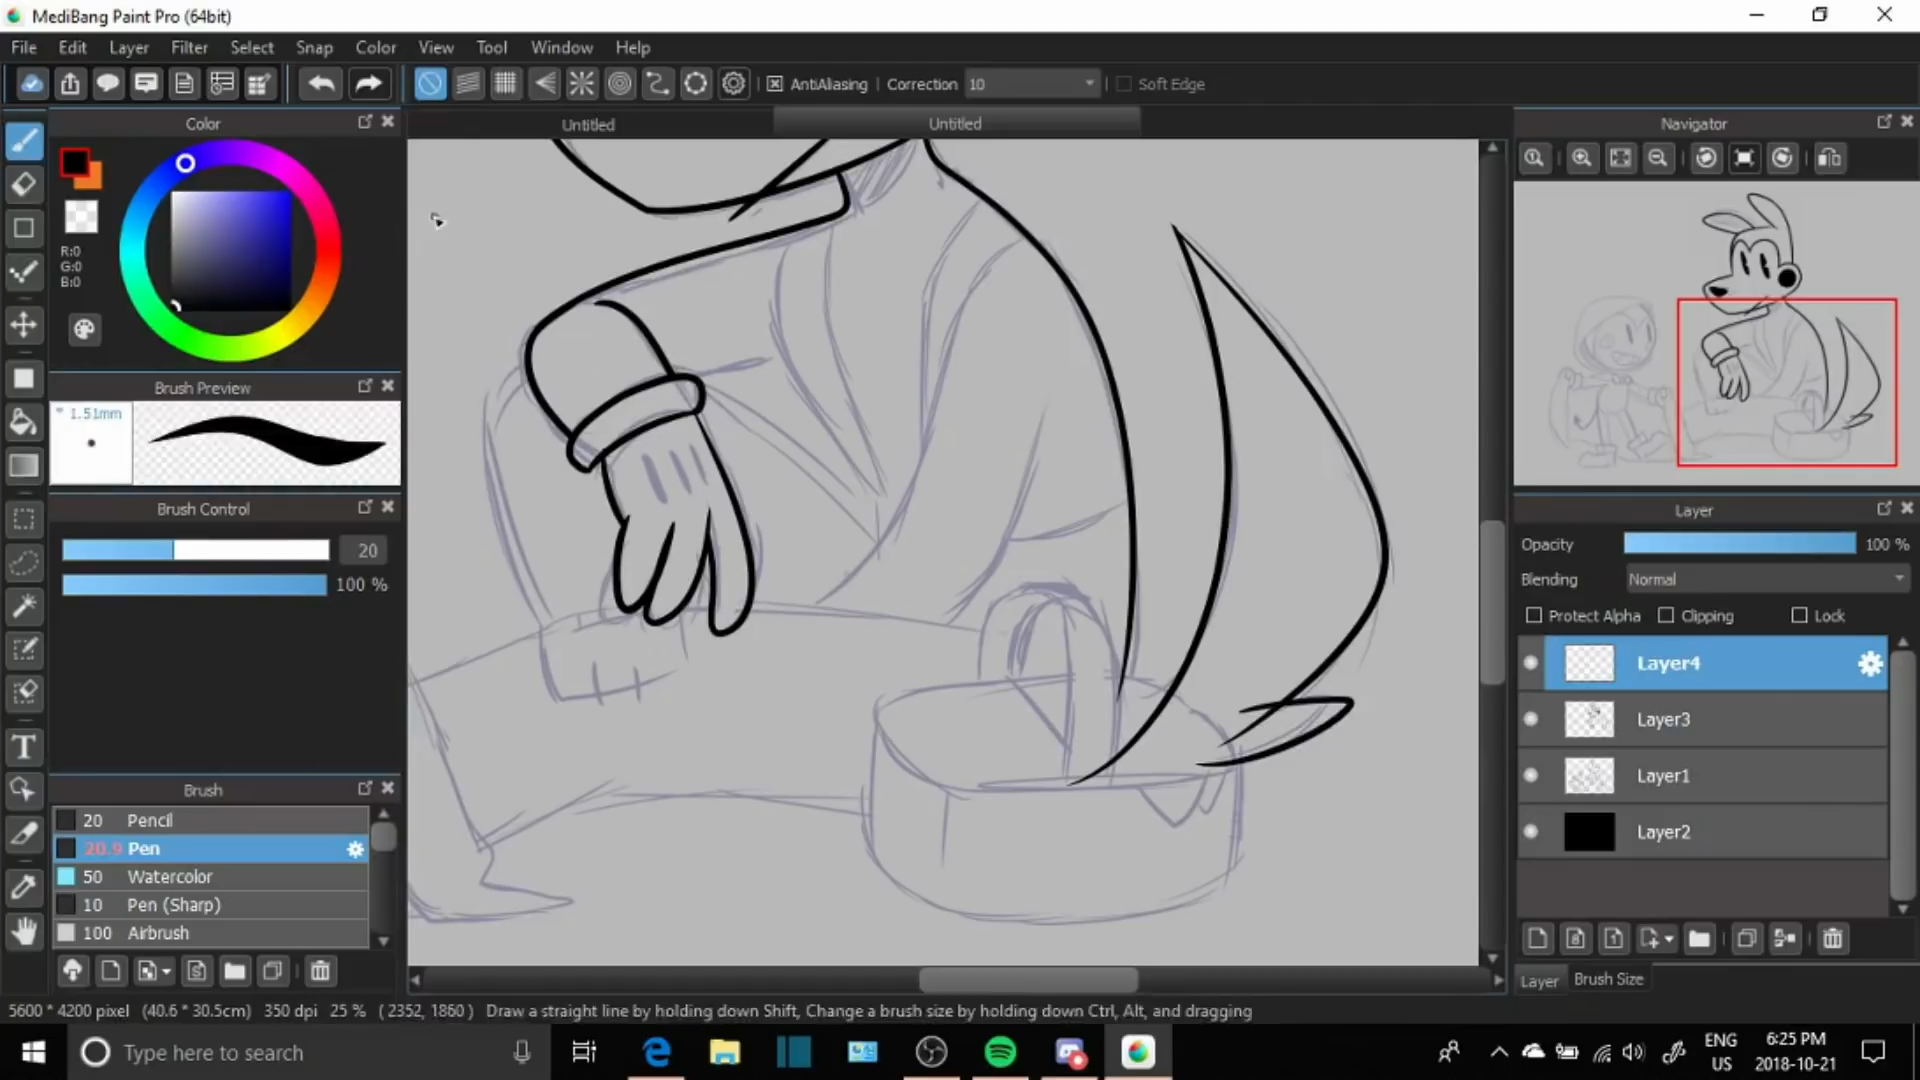 MediBang Paint Pro (64bit)
File Edit Layer Filter Select Snap Color View Tool Window Help
AntiAliasing Correction 10 Soft Edge
Color
Untitled
Untitled
Navigator
R:0
G:0
B:0
Brush Preview
1.51mm
Brush Control
20
100 %
Layer
Opacity 100 %
Blending Normal
Protect Alpha Clipping Lock
Layer4
Layer3
Layer1
Layer2
Brush
20 Pencil
20.9 Pen
50 Watercolor
10 Pen (Sharp)
100 Airbrush
Layer Brush Size
5600 * 4200 pixel (40.6 * 30.5cm) 350 dpi 25 % ( 2352, 1860 ) Draw a straight line by holding down Shift, Change a brush size by holding down Ctrl, Alt, and dragging
Type here to search
ENG
US
6:25 PM
2018-10-21